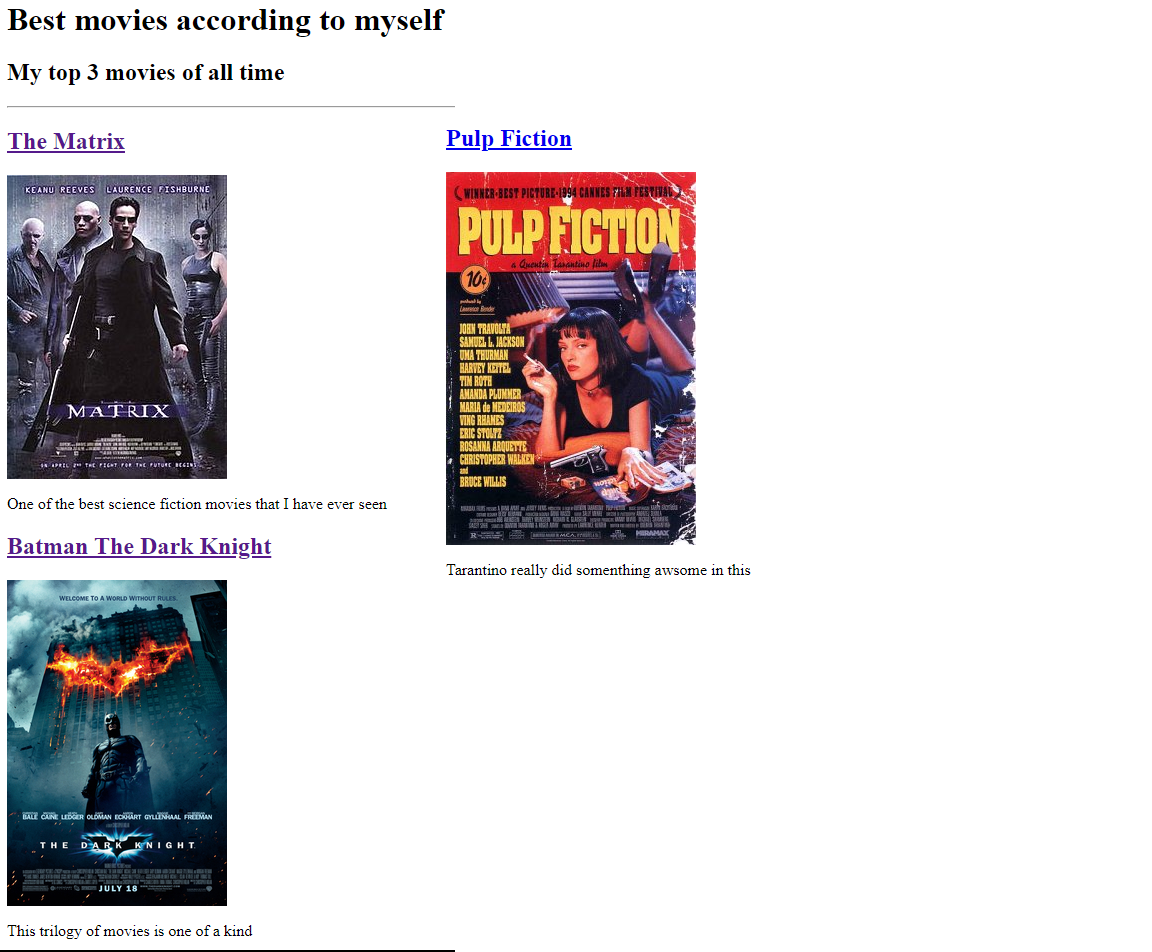 Best movies according to myself
My top 3 movies of all time
The Matrix
KEANU REEVES LAURENCE FISHBURNE
THE
MATRIX
ON APRIL 2ND THE FIGHT FOR THE FUTURE BEGINS.
One of the best science fiction movies that I have ever seen
Batman The Dark Knight
WELCOME TO A WORLD WITHOUT RULES.
BALE CAINE LEDGER OLDMAN ECKHART GYLLENHAAL FREEMAN
THE DARK KNIGHT
JULY 18
This trilogy of movies is one of a kind
Pulp Fiction
WINNER-BEST PICTURE-1994 CANNES FILM FESTIVAL
PULP FICTION
a Quentin Tarantino film
10¢
produced by
Lawrence Bender
JOHN TRAVOLTA
SAMUEL L. JACKSON
UMA THURMAN
HARVEY KEITEL
TIM ROTH
AMANDA PLUMMER
MARIA de MEDEIROS
VING RHAMES
ERIC STOLTZ
ROSANNA ARQUETTE
CHRISTOPHER WALKEN
and
BRUCE WILLIS
MIRAMAX
Tarantino really did somenthing awsome in this